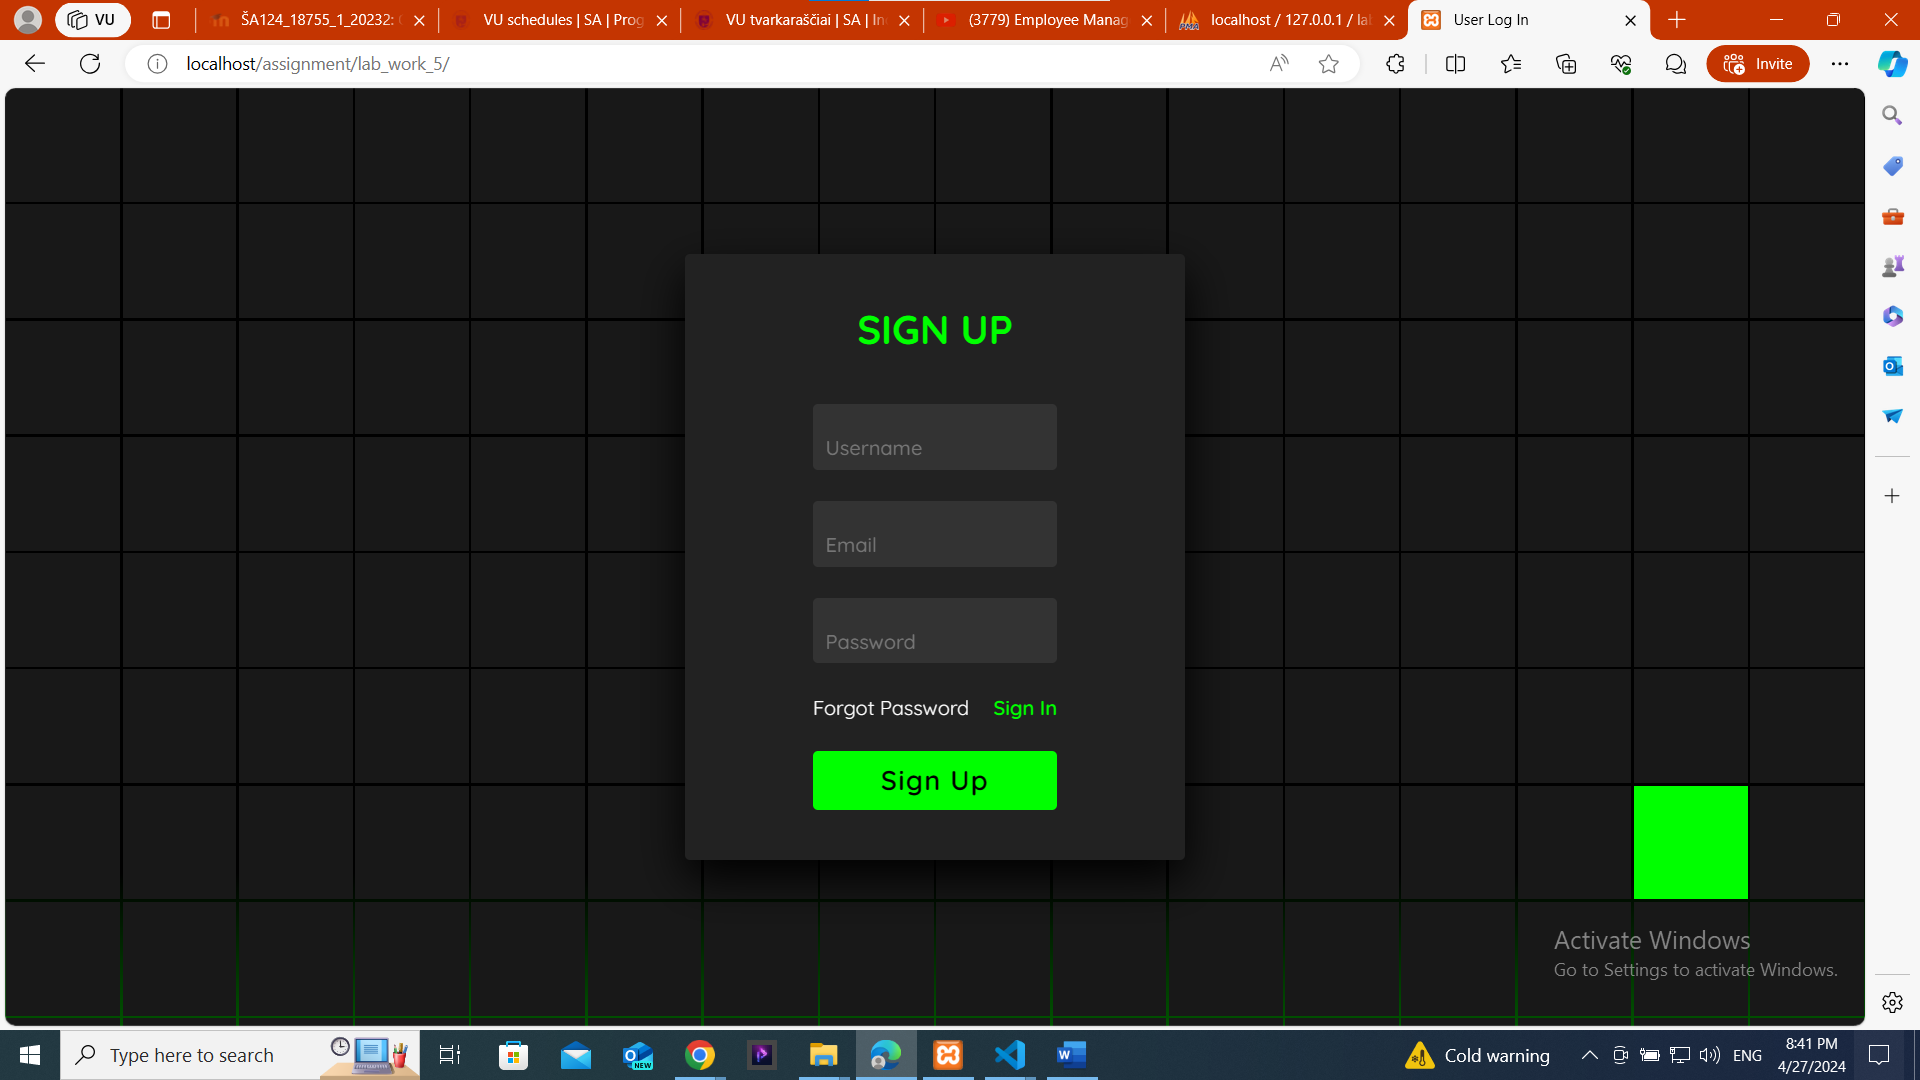 VU
ŠA124_18755_1_20232:
VU schedules | SA | Prog
VU tvarkaraščiai | SA | In
(3779) Employee Manag
localhost / 127.0.0.1 / la
User Log In
localhost/assignment/lab_work_5/
Invite
SIGN UP
Username
Email
Password
Forgot Password Sign In
Sign Up
Activate Windows
Go to Settings to activate Windows.
Type here to search
NEW
Cold warning
ENG
8:41 PM
4/27/2024